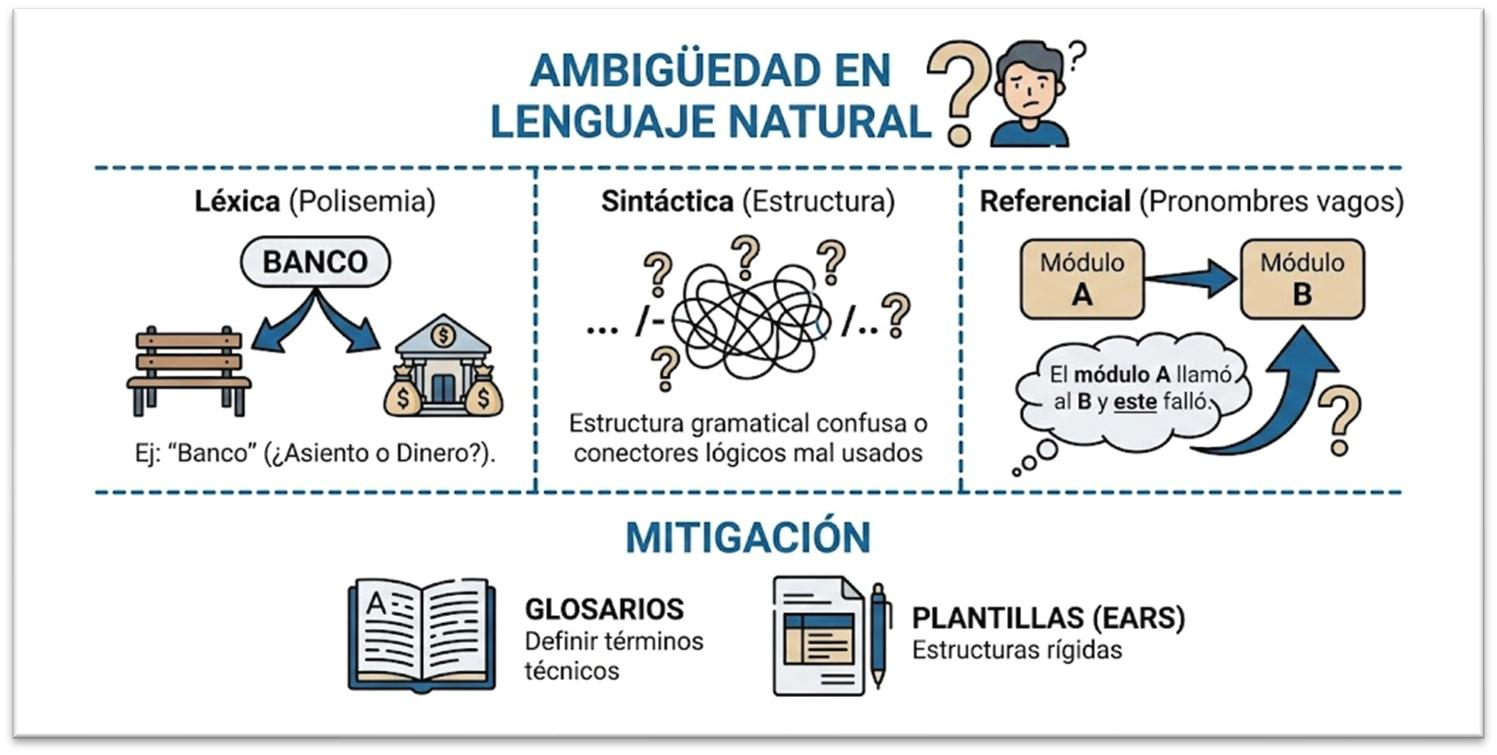 AMBIGÜEDAD EN
LENGUAJE NATURAL
?
?
Léxica (Polisemia)
BANCO
$
$
$
Ej: “Banco” (¿Asiento o Dinero?).
Sintáctica (Estructura)
? ? ?
... /- /..?
?
Estructura gramatical confusa o
conectores lógicos mal usados
Referencial (Pronombres vagos)
Módulo
A
Módulo
B
El módulo A llamó
al B y este falló.
?
MITIGACIÓN
A
GLOSARIOS
Definir términos
técnicos
PLANTILLAS (EARS)
Estructuras rígidas